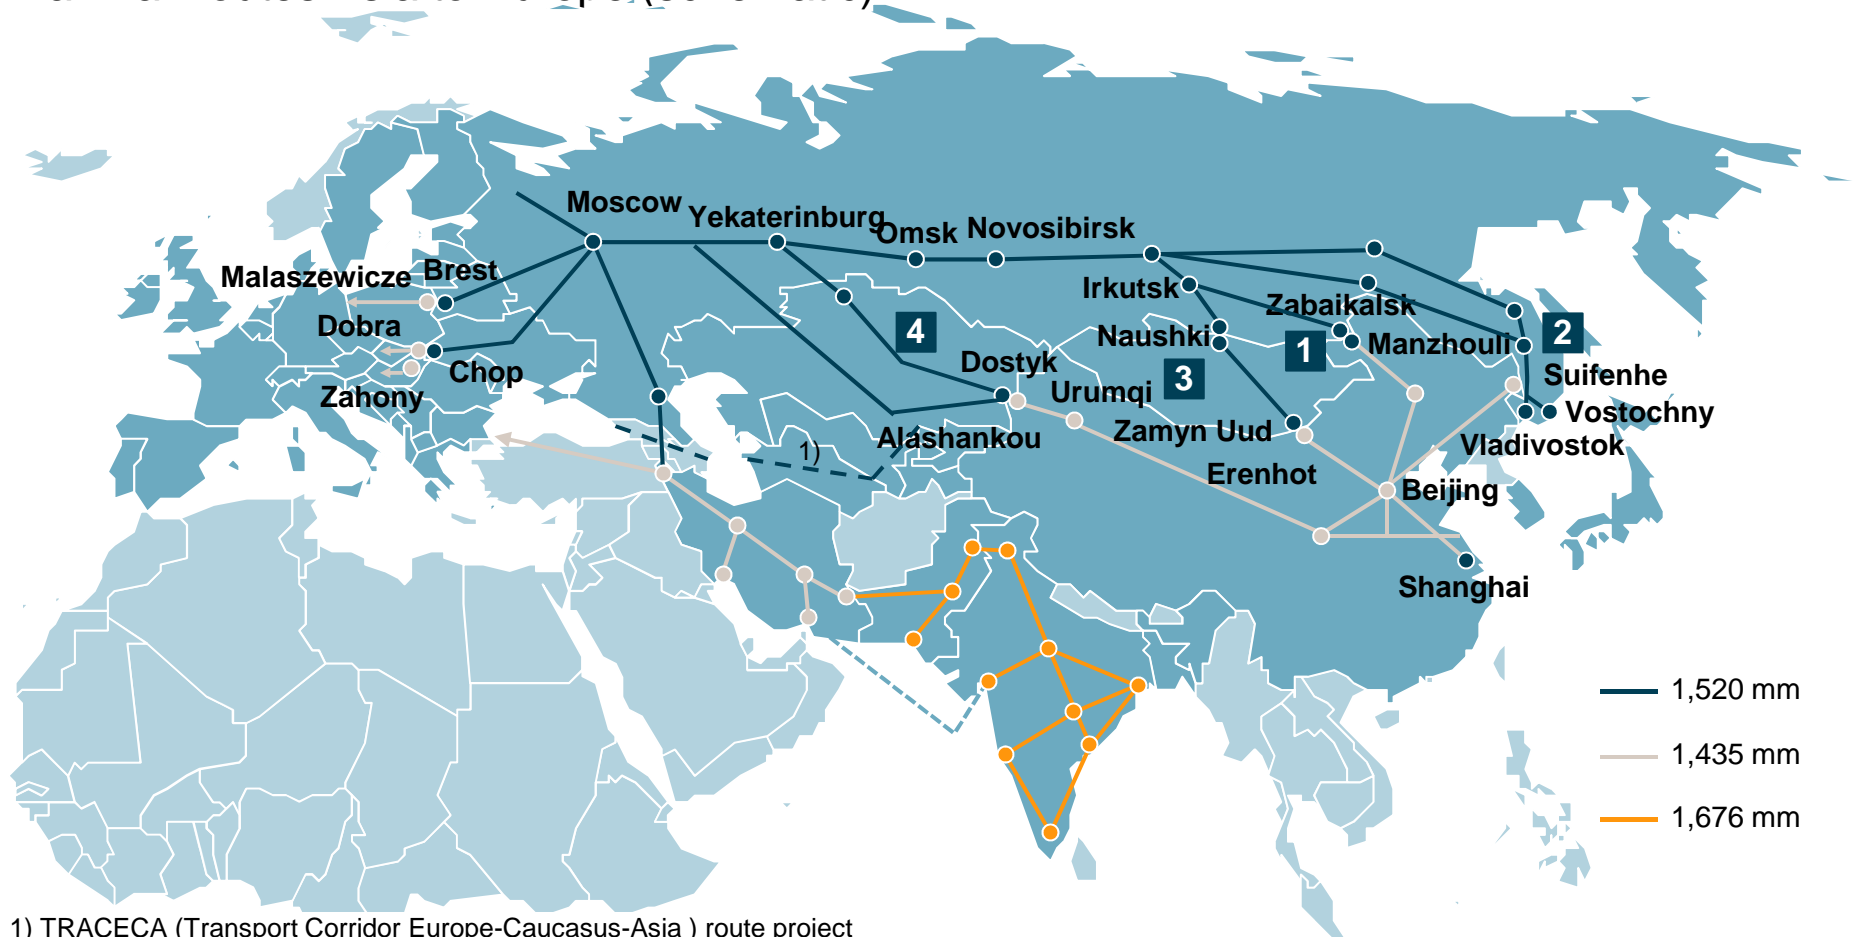 Moscow
Yekaterinburg
Omsk
Novosibirsk
Malaszewicze
Brest
Irkutsk
Zabaikalsk
Dobra
4
Naushki
1
Manzhouli
2
Chop
Dostyk
3
Suifenhe
Zahony
Urumqi
Vostochny
Zamyn Uud
1)
Alashankou
Vladivostok
Erenhot
Beijing
Shanghai
1,520 mm
1,435 mm
1,676 mm
1) TRACECA (Transport Corridor Europe-Caucasus-Asia ) route project